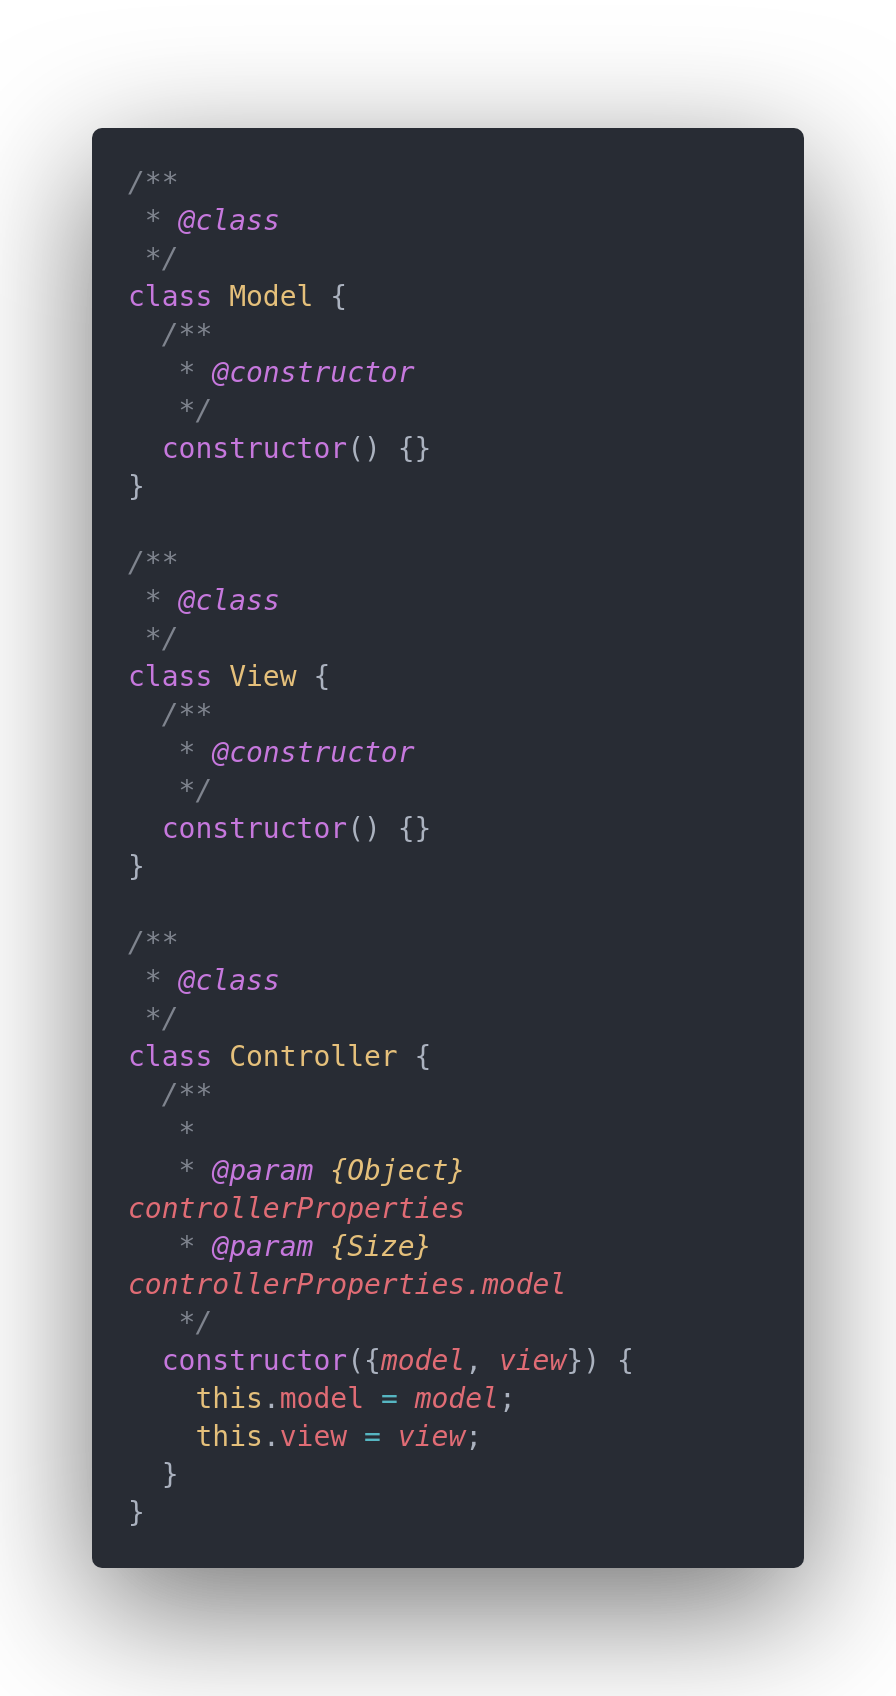 /**
 * @class
 */
class Model {
  /**
   * @constructor
   */
  constructor() {}
}

/**
 * @class
 */
class View {
  /**
   * @constructor
   */
  constructor() {}
}

/**
 * @class
 */
class Controller {
  /**
   *
   * @param {Object}
controllerProperties
   * @param {Size}
controllerProperties.model
   */
  constructor({model, view}) {
    this.model = model;
    this.view = view;
  }
}